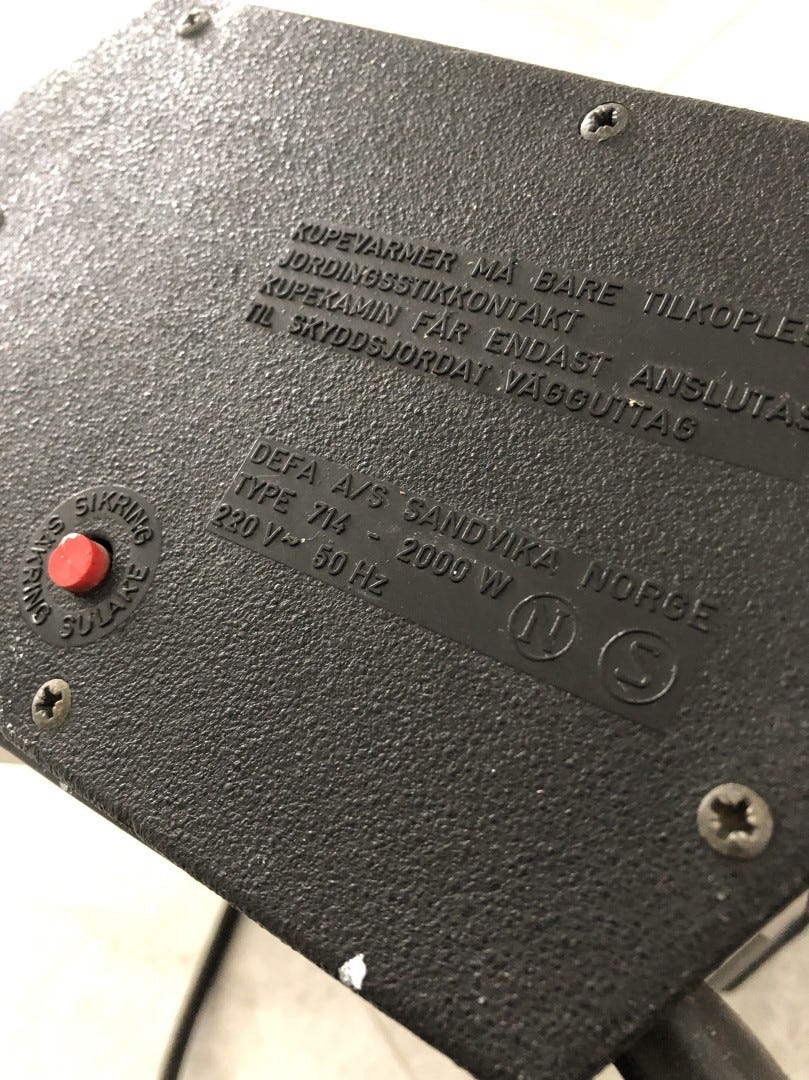 KUPEVARMER MÅ BARE TILKOPLES
JORDINGSSTIKKONTAKT
KUPEKAMIN FÅR ENDAST ANSLUTAS
TIL SKYDDSJORDAT VÄGGUTTAG
DEFA A/S SANDVIKA NORGE
TYPE 714 - 2000 W
220 V~ 50 Hz
N S
SIKRING
SÄKRING SULAKE